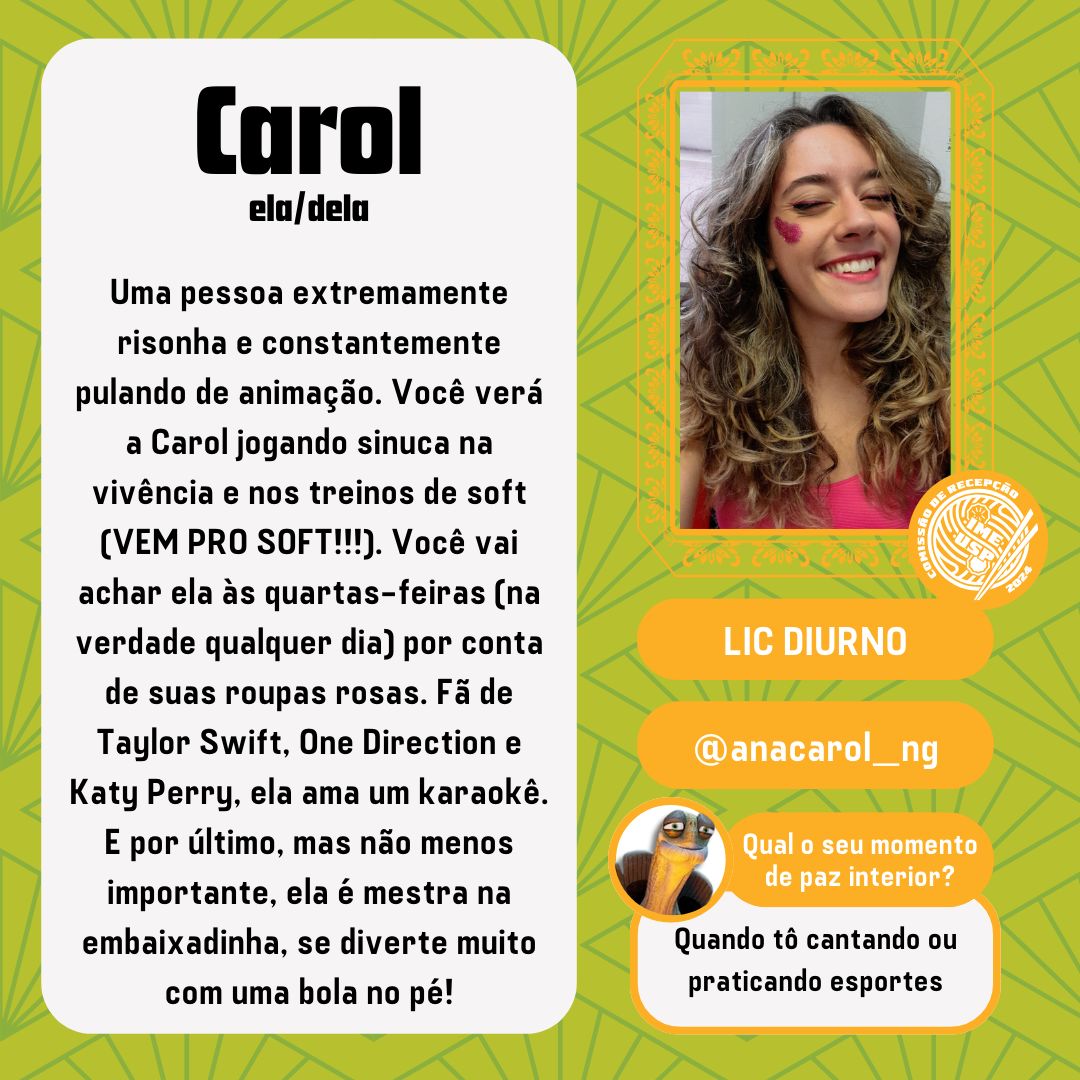 Carol
ela/dela
Uma pessoa extremamente
risonha e constantemente
pulando de animação. Você verá
a Carol jogando sinuca na
vivência e nos treinos de soft
(VEM PRO SOFT!!!). Você vai
achar ela às quartas-feiras (na
verdade qualquer dia) por conta
de suas roupas rosas. Fã de
Taylor Swift, One Direction e
Katy Perry, ela ama um karaokê.
E por último, mas não menos
importante, ela é mestra na
embaixadinha, se diverte muito
com uma bola no pé!
COMISSÃO DE RECEPÇÃO
IME
USP
2024
LIC DIURNO
@anacarol_ng
Qual o seu momento
de paz interior?
Quando tô cantando ou
praticando esportes